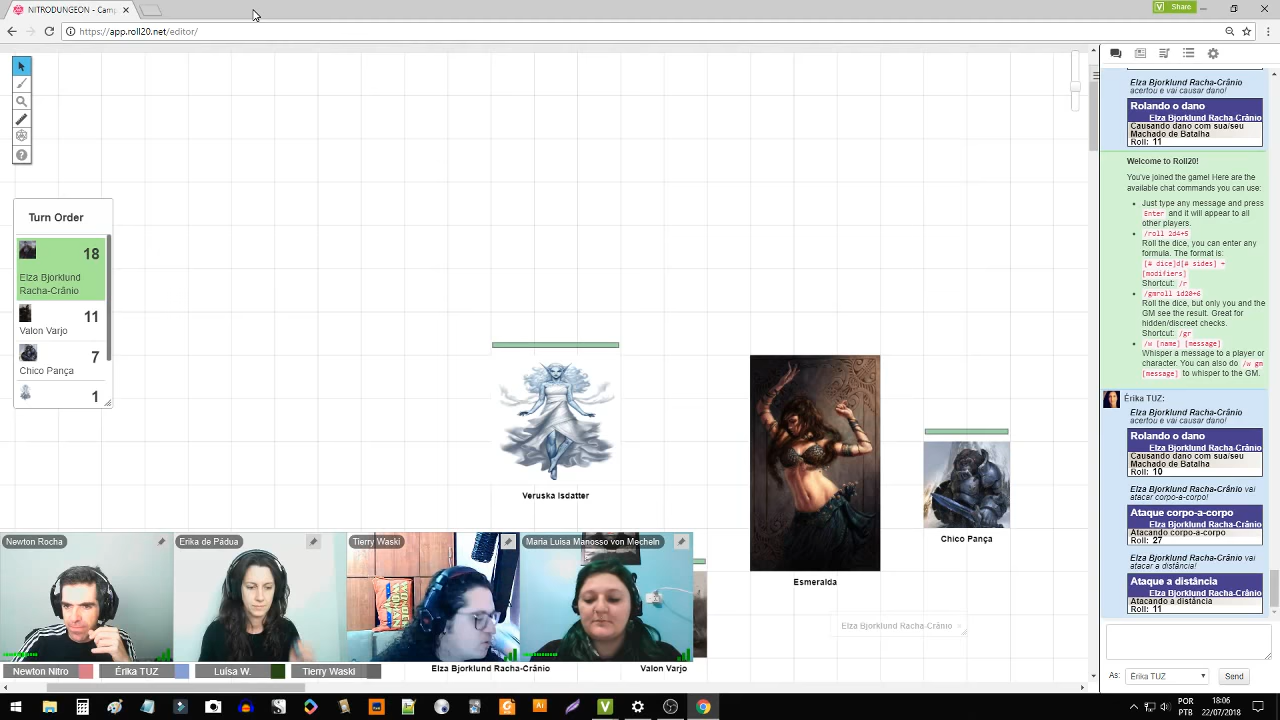 NITRODUNGEON - Camp
Share
https://app.roll20.net/editor/
Turn Order
18
Elza Bjorklund
Racha-Crânio
11
Valon Varjo
7
Chico Pança
1
Veruska Isdatter
Esmeralda
Chico Pança
Elza Bjorklund Racha-Crânio ×
Newton Rocha
Erika de Pádua
Tierry Waski
Maria Luisa Manosso von Mecheln
Newton Nitro
Érika TUZ
Luísa W.
Tierry Waski
Elza Bjorklund Racha-Crânio
Valon Varjo
Elza Bjorklund Racha-Crânio
acertou e vai causar dano!
Rolando o dano
Elza Bjorklund Racha-Crânio
Causando dano com sua/seu
Machado de Batalha
Roll: 11
Welcome to Roll20!
You've joined the game! Here are the
available chat commands you can use:
• Just type any message and press
Enter and it will appear to all
other players.
• /roll 2d4+5
Roll the dice, you can enter any
formula. The format is:
[# dice]d[# sides] +
[modifiers]
Shortcut: /r
• /gmroll 1d20+6
Roll the dice, but only you and the
GM see the result. Great for
hidden/discreet checks.
Shortcut: /gr
• /w [name] [message]
Whisper a message to a player or
character. You can also do /w gm
[message] to whisper to the GM.
Érika TUZ:
Elza Bjorklund Racha-Crânio
acertou e vai causar dano!
Rolando o dano
Elza Bjorklund Racha-Crânio
Causando dano com sua/seu
Machado de Batalha
Roll: 10
Elza Bjorklund Racha-Crânio vai
atacar corpo-a-corpo!
Ataque corpo-a-corpo
Elza Bjorklund Racha-Crânio
Atacando corpo-a-corpo
Roll: 27
Elza Bjorklund Racha-Crânio vai
atacar a distância!
Ataque a distância
Elza Bjorklund Racha-Crânio
Atacando a distância
Roll: 11
As: Érika TUZ
Send
POR
PTB
18:06
22/07/2018